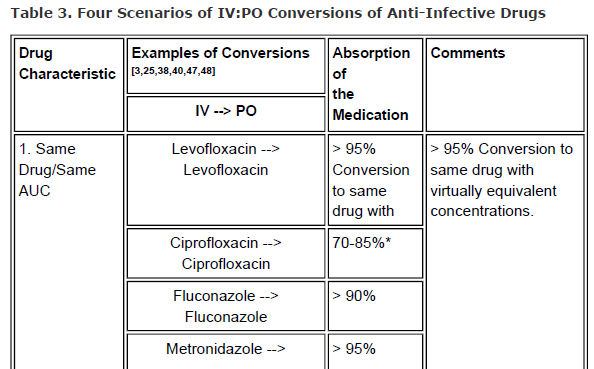 Table 3. Four Scenarios of IV:PO Conversions of Anti-Infective Drugs
Drug
Characteristic
Examples of Conversions
[3,25,38,40,47,48]
IV --> PO
Absorption
of
the
Medication
Comments
1. Same
Drug/Same
AUC
Levofloxacin -->
Levofloxacin
> 95%
Conversion
to same
drug with
> 95% Conversion to
same drug with
virtually equivalent
concentrations.
Ciprofloxacin -->
Ciprofloxacin
70-85%*
Fluconazole -->
Fluconazole
> 90%
Metronidazole -->
> 95%